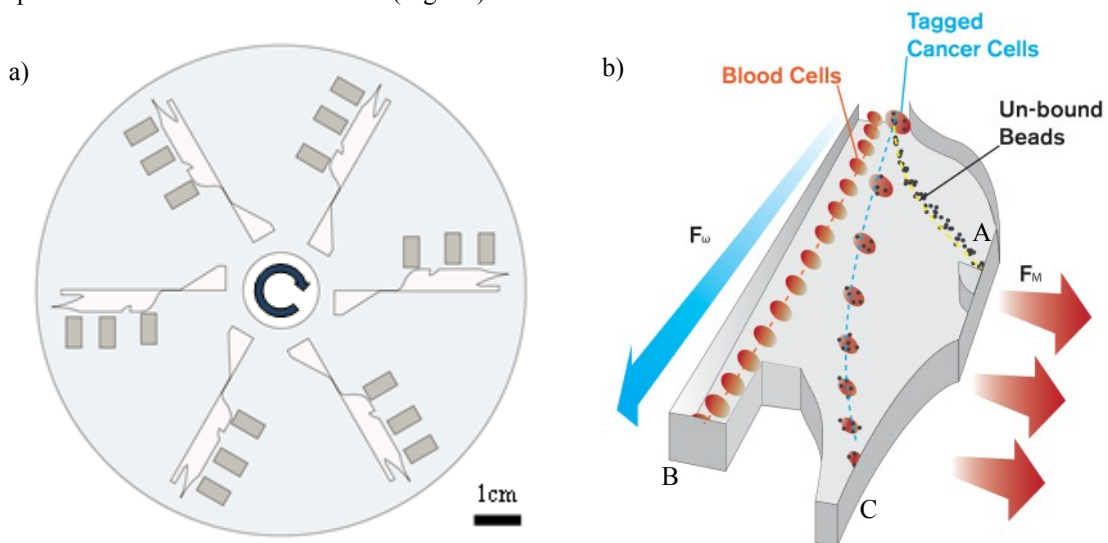 a)
1cm
b)
Tagged
Cancer Cells
Blood Cells
Un-bound
Beads
A
Fω
FM
B
C